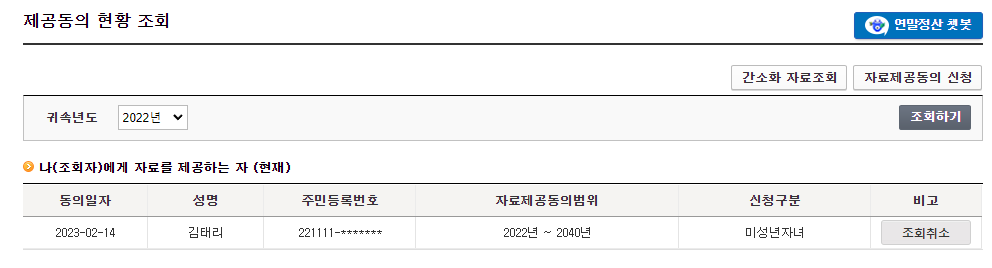 제공동의 현황 조회
연말정산 챗봇
간소화 자료조회 자료제공동의 신청
귀속년도 2022년 조회하기
나(조회자)에게 자료를 제공하는 자 (현재)
동의일자 성명 주민등록번호 자료제공동의범위 신청구분 비고
2023-02-14 김태리 221111-******* 2022년 ~ 2040년 미성년자녀 조회취소